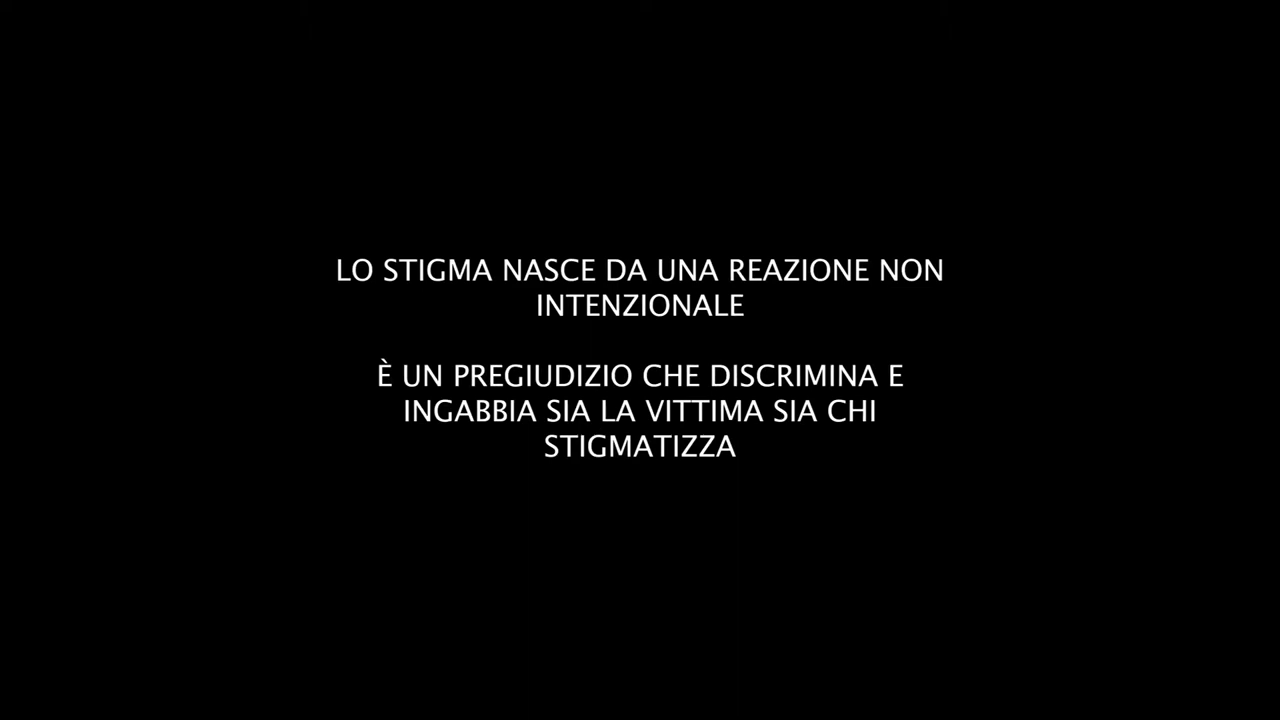 LO STIGMA NASCE DA UNA REAZIONE NON
INTENZIONALE
È UN PREGIUDIZIO CHE DISCRIMINA E
INGABBIA SIA LA VITTIMA SIA CHI
STIGMATIZZA